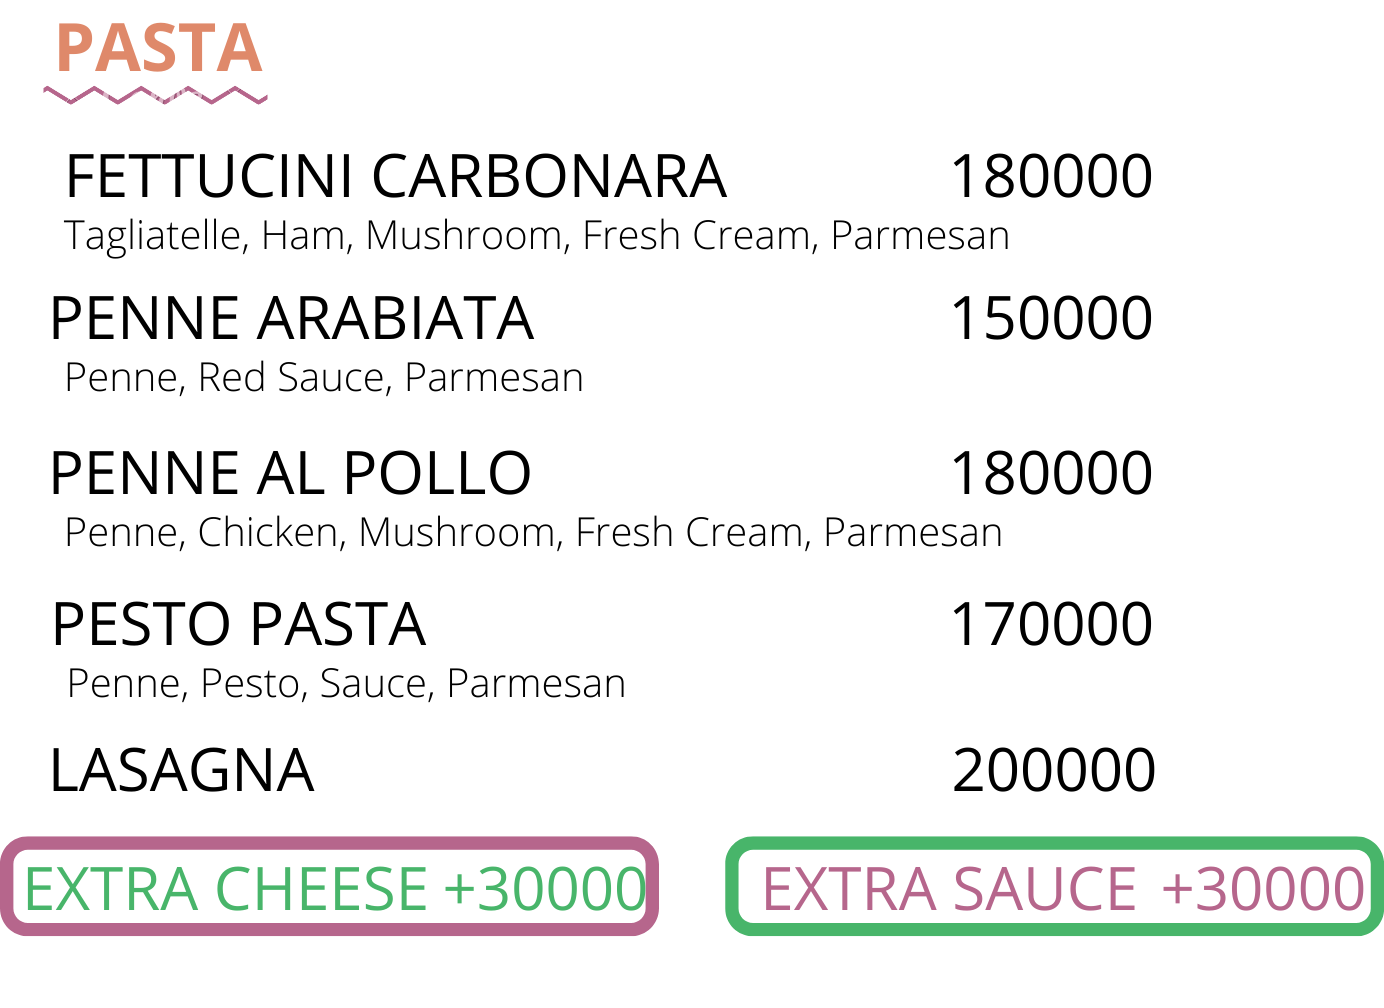 PASTA
FETTUCINI CARBONARA 180000
Tagliatelle, Ham, Mushroom, Fresh Cream, Parmesan
PENNE ARABIATA 150000
Penne, Red Sauce, Parmesan
PENNE AL POLLO 180000
Penne, Chicken, Mushroom, Fresh Cream, Parmesan
PESTO PASTA 170000
Penne, Pesto, Sauce, Parmesan
LASAGNA 200000
EXTRA CHEESE +30000
EXTRA SAUCE +30000